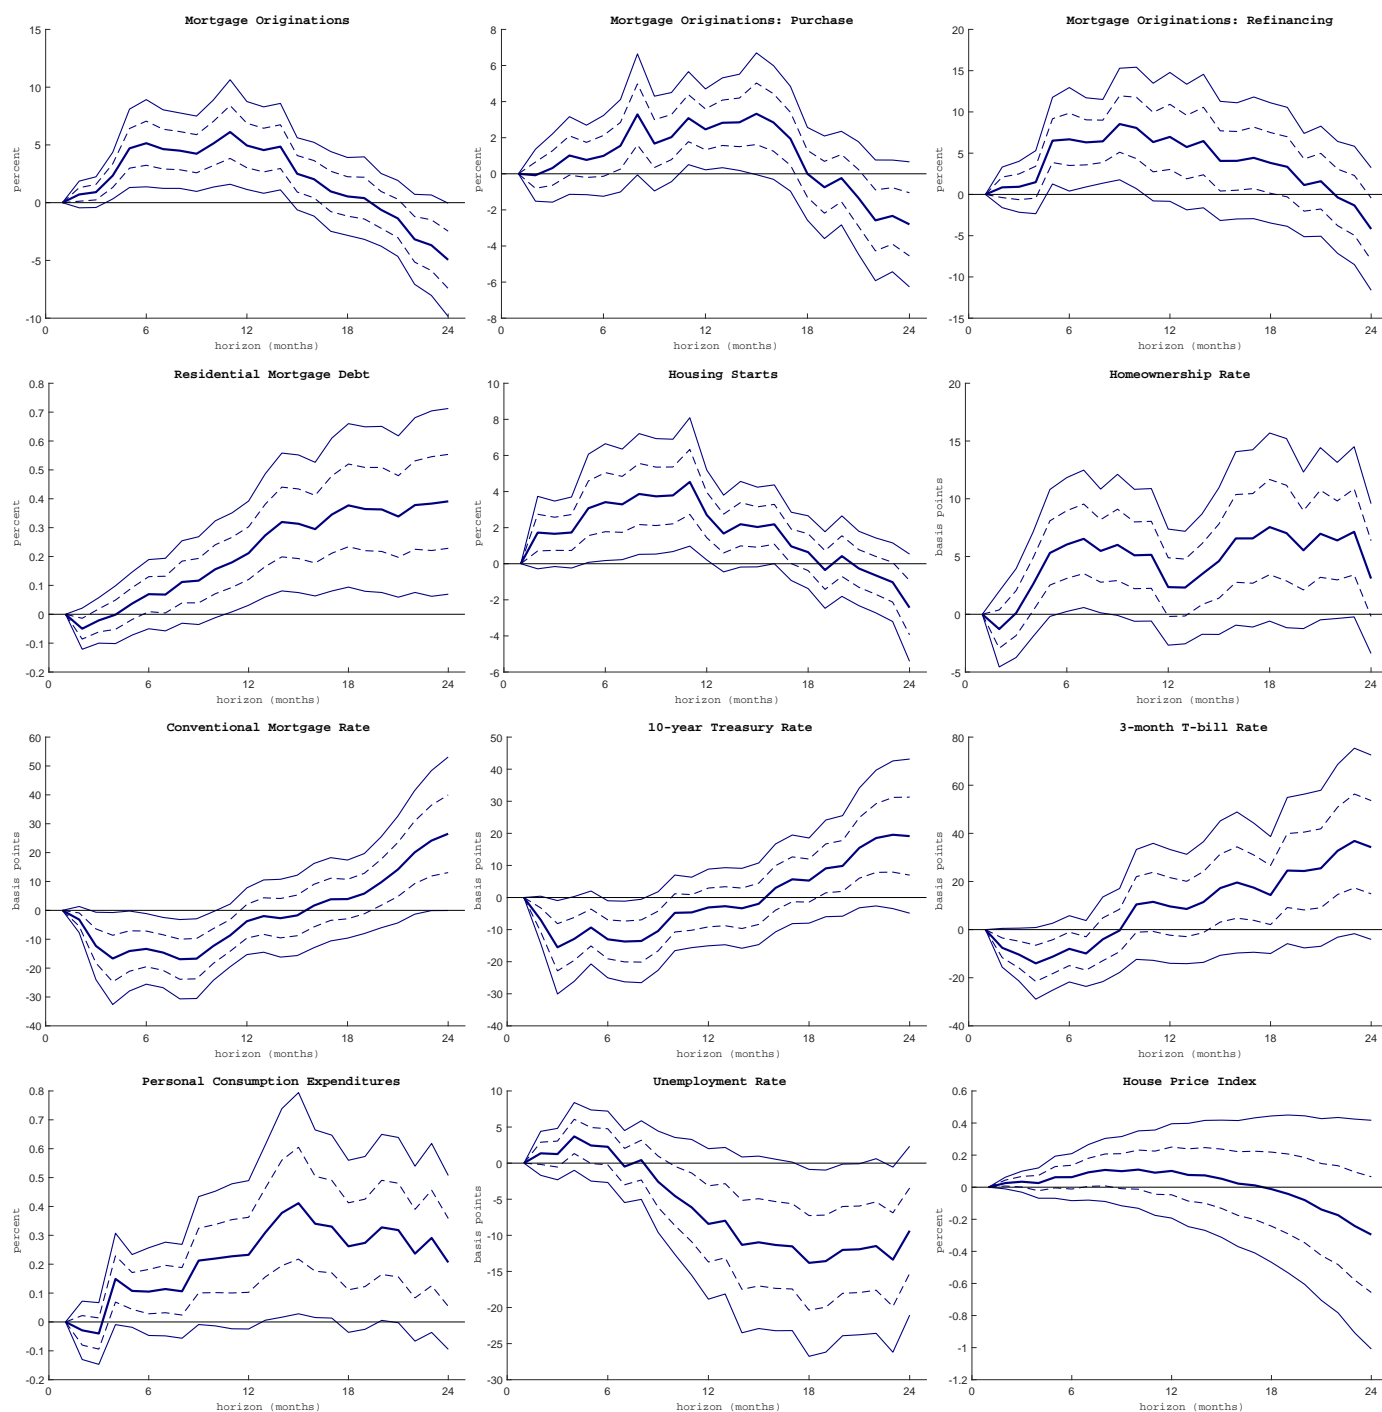 Mortgage Originations
15
10
5
0
-5
-10
percent
0 6 12 18 24
horizon (months)
Mortgage Originations: Purchase
8
6
4
2
0
-2
-4
-6
-8
percent
0 6 12 18 24
horizon (months)
Mortgage Originations: Refinancing
20
15
10
5
0
-5
-10
-15
percent
0 6 12 18 24
horizon (months)
Residential Mortgage Debt
0.8
0.7
0.6
0.5
0.4
0.3
0.2
0.1
0
-0.1
-0.2
percent
0 6 12 18 24
horizon (months)
Housing Starts
10
8
6
4
2
0
-2
-4
-6
percent
0 6 12 18 24
horizon (months)
Homeownership Rate
20
15
10
5
0
-5
basis points
0 6 12 18 24
horizon (months)
Conventional Mortgage Rate
60
50
40
30
20
10
0
-10
-20
-30
-40
basis points
0 6 12 18 24
horizon (months)
10-year Treasury Rate
50
40
30
20
10
0
-10
-20
-30
-40
basis points
0 6 12 18 24
horizon (months)
3-month T-bill Rate
80
60
40
20
0
-20
-40
basis points
0 6 12 18 24
horizon (months)
Personal Consumption Expenditures
0.8
0.7
0.6
0.5
0.4
0.3
0.2
0.1
0
-0.1
-0.2
percent
0 6 12 18 24
horizon (months)
Unemployment Rate
10
5
0
-5
-10
-15
-20
-25
-30
basis points
0 6 12 18 24
horizon (months)
House Price Index
0.6
0.4
0.2
0
-0.2
-0.4
-0.6
-0.8
-1
-1.2
percent
0 6 12 18 24
horizon (months)